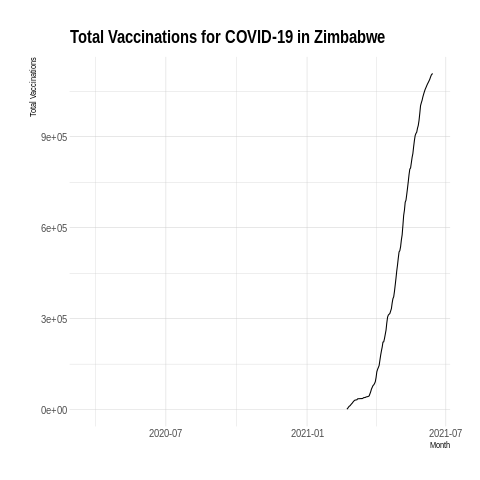 Total Vaccinations for COVID-19 in Zimbabwe
Total Vaccinations
9e+05
6e+05
3e+05
0e+00
2020-07
2021-01
2021-07
Month